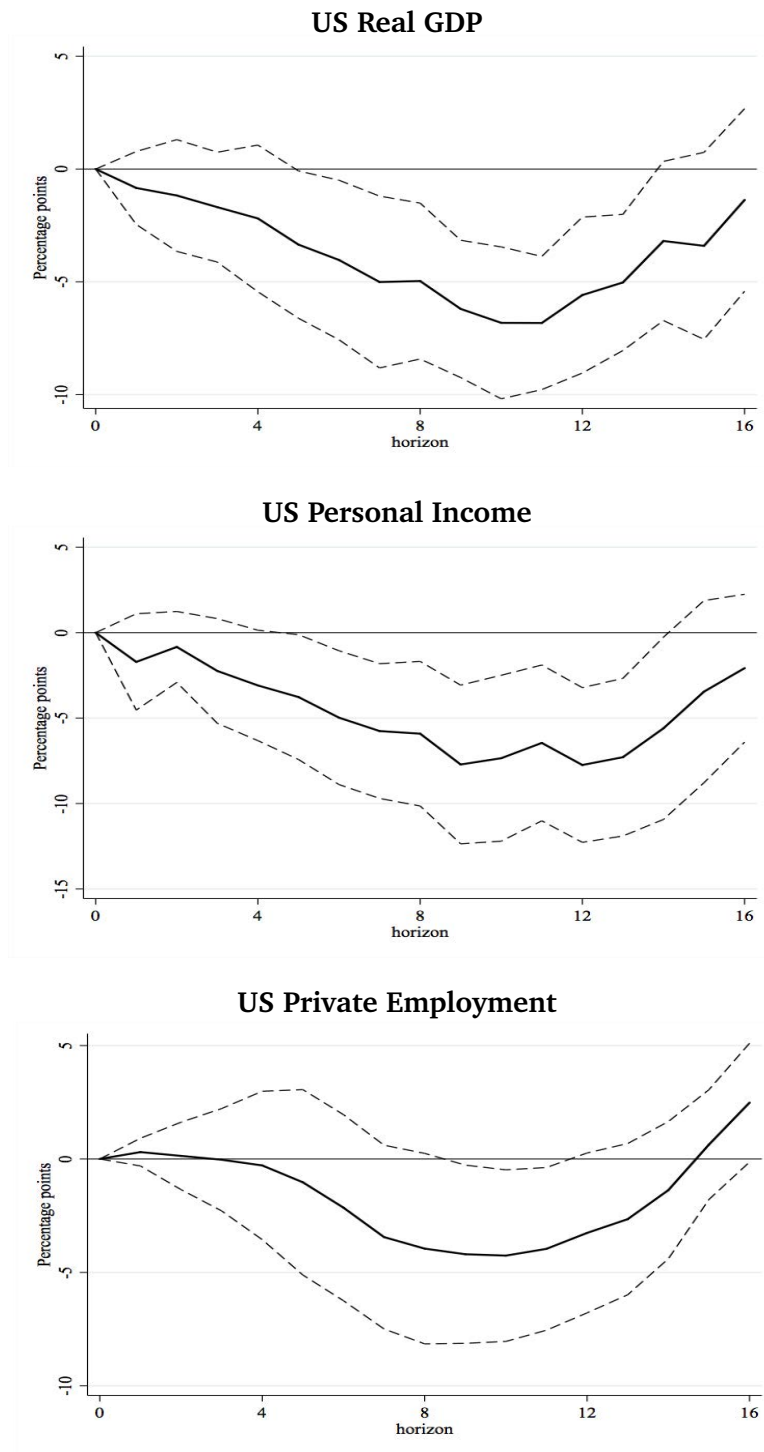 US Real GDP
5
0
-5
-10
Percentage points
0 4 8 12 16
horizon
US Personal Income
5
0
-5
-10
-15
Percentage points
0 4 8 12 16
horizon
US Private Employment
5
0
-5
-10
Percentage points
0 4 8 12 16
horizon